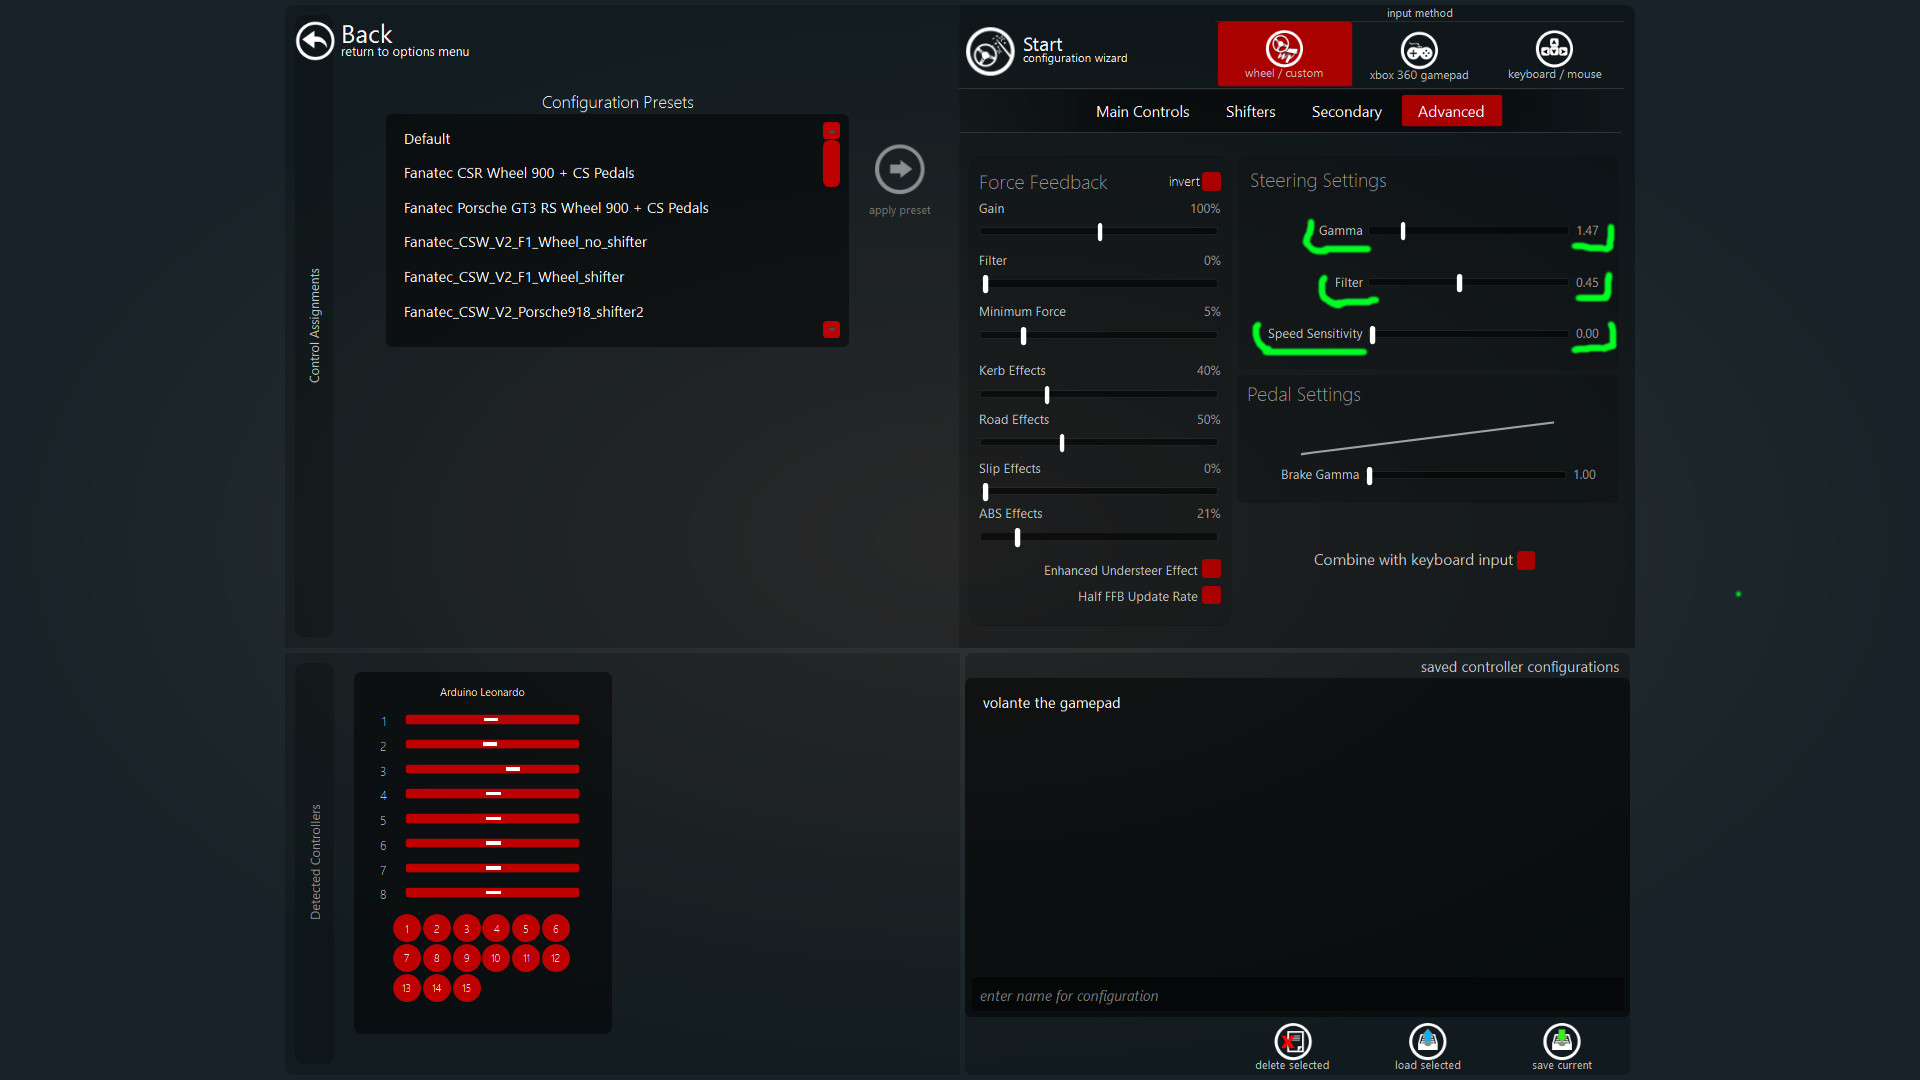 Back
return to options menu
Control Assignments
Configuration Presets
Default
Fanatec CSR Wheel 900 + CS Pedals
Fanatec Porsche GT3 RS Wheel 900 + CS Pedals
Fanatec_CSW_V2_F1_Wheel_no_shifter
Fanatec_CSW_V2_F1_Wheel_shifter
Fanatec_CSW_V2_Porsche918_shifter2
apply preset
Start
configuration wizard
input method
wheel / custom
xbox 360 gamepad
keyboard / mouse
Main Controls Shifters Secondary Advanced
Force Feedback invert
Gain 100%
Filter 0%
Minimum Force 5%
Kerb Effects 40%
Road Effects 50%
Slip Effects 0%
ABS Effects 21%
Enhanced Understeer Effect
Half FFB Update Rate
Steering Settings
Gamma 1.47
Filter 0.45
Speed Sensitivity 0.00
Pedal Settings
Brake Gamma 1.00
Combine with keyboard input
Detected Controllers
Arduino Leonardo
1
2
3
4
5
6
7
8
1 2 3 4 5 6
7 8 9 10 11 12
13 14 15
saved controller configurations
volante the gamepad
enter name for configuration
delete selected
load selected
save current